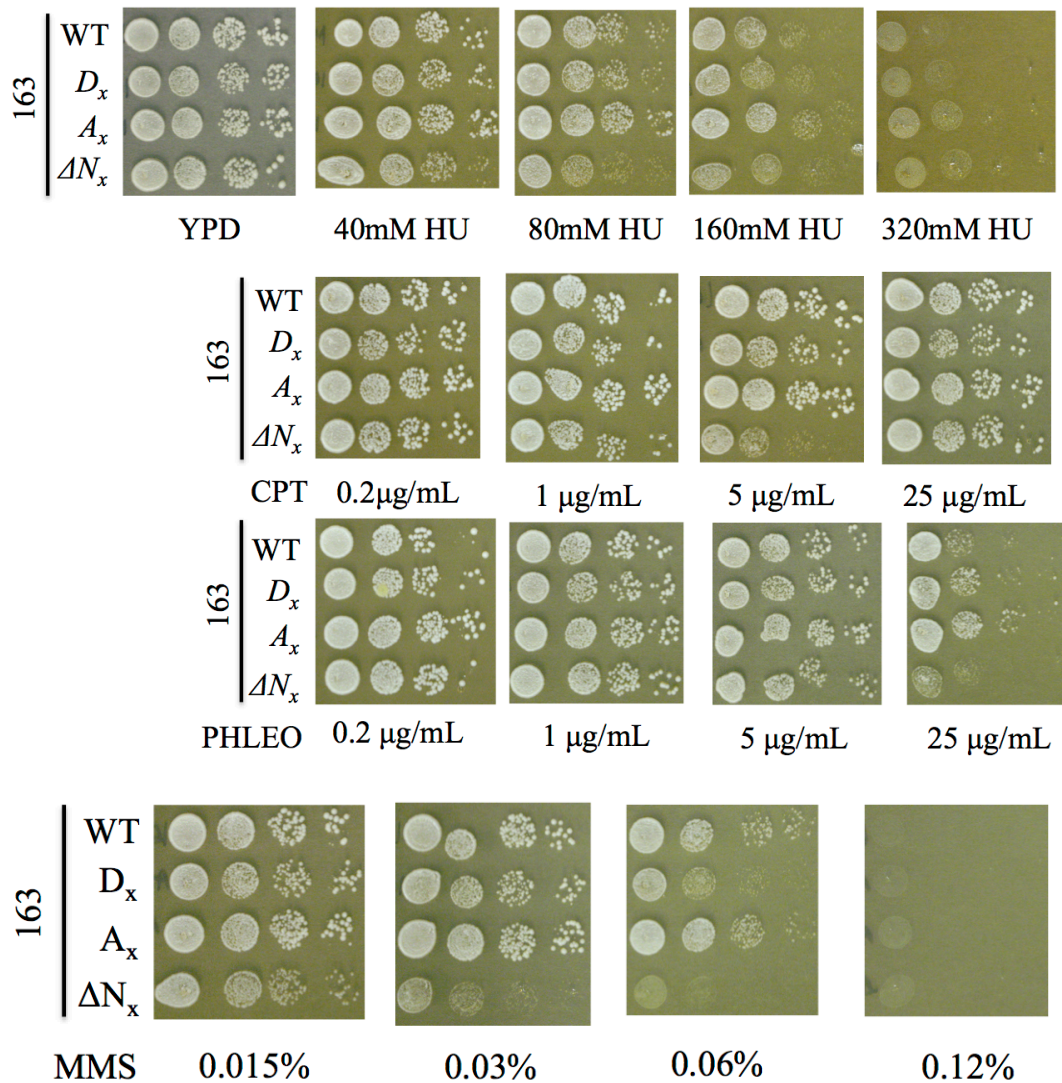 163
WT
Dx
Ax
ΔNx
YPD 40mM HU 80mM HU 160mM HU 320mM HU
163
WT
Dx
Ax
ΔNx
CPT 0.2μg/mL 1 μg/mL 5 μg/mL 25 μg/mL
163
WT
Dx
Ax
ΔNx
PHLEO 0.2 μg/mL 1 μg/mL 5 μg/mL 25 μg/mL
163
WT
Dx
Ax
ΔNx
MMS 0.015% 0.03% 0.06% 0.12%